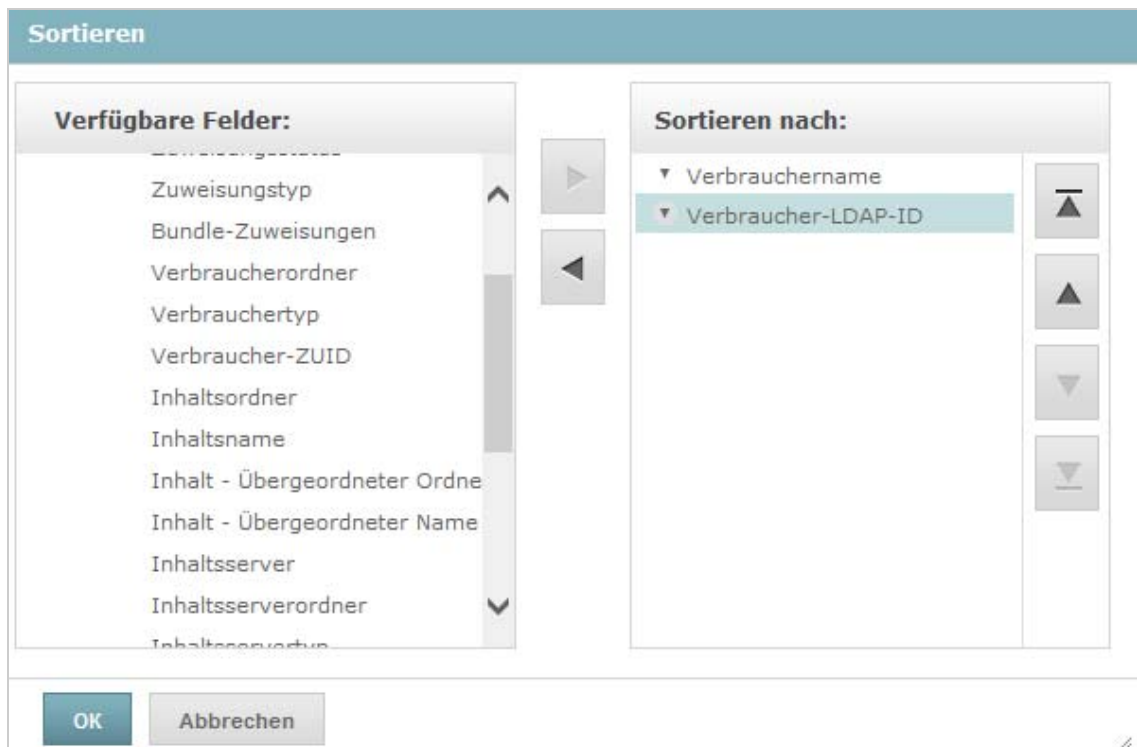 Sortieren
Verfügbare Felder:
Zuweisungstyp
Bundle-Zuweisungen
Verbraucherordner
Verbrauchertyp
Verbraucher-ZUID
Inhaltsordner
Inhaltsname
Inhalt - Übergeordneter Ordne
Inhalt - Übergeordneter Name
Inhaltsserver
Inhaltsserverordner
Inhaltsservertyp
Sortieren nach:
Verbrauchername
Verbraucher-LDAP-ID
OK
Abbrechen